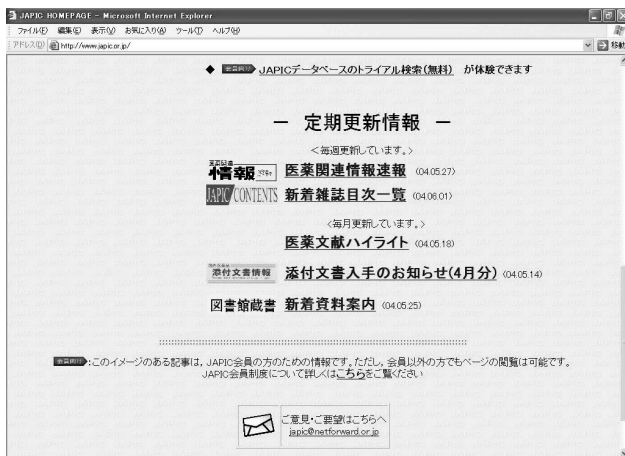 JAPIC HOMEPAGE - Microsoft Internet Explorer
ファイル(F) 編集(E) 表示(V) お気に入り(A) ツール(T) ヘルプ(H)
アドレス(D) http://www.japic.or.jp/ 移動
◆ 会員向け JAPICデータベースのトライアル検索(無料) が体験できます
－ 定期更新情報 －
<毎週更新しています。>
情報 医薬関連情報速報 (04.05.27)
JAPIC CONTENTS 新着雑誌目次一覧 (04.06.01)
<毎月更新しています。>
医薬文献ハイライト (04.05.18)
添付文書情報 添付文書入手のお知らせ(4月分) (04.05.14)
図書館蔵書 新着資料案内 (04.05.25)
会員向け:このイメージのある記事は，JAPIC会員の方のための情報です。ただし，会員以外の方でもページの閲覧は可能です。
JAPIC会員制度について詳しくはこちらをご覧ください
ご意見・ご要望はこちらへ
japic@netforward.or.jp